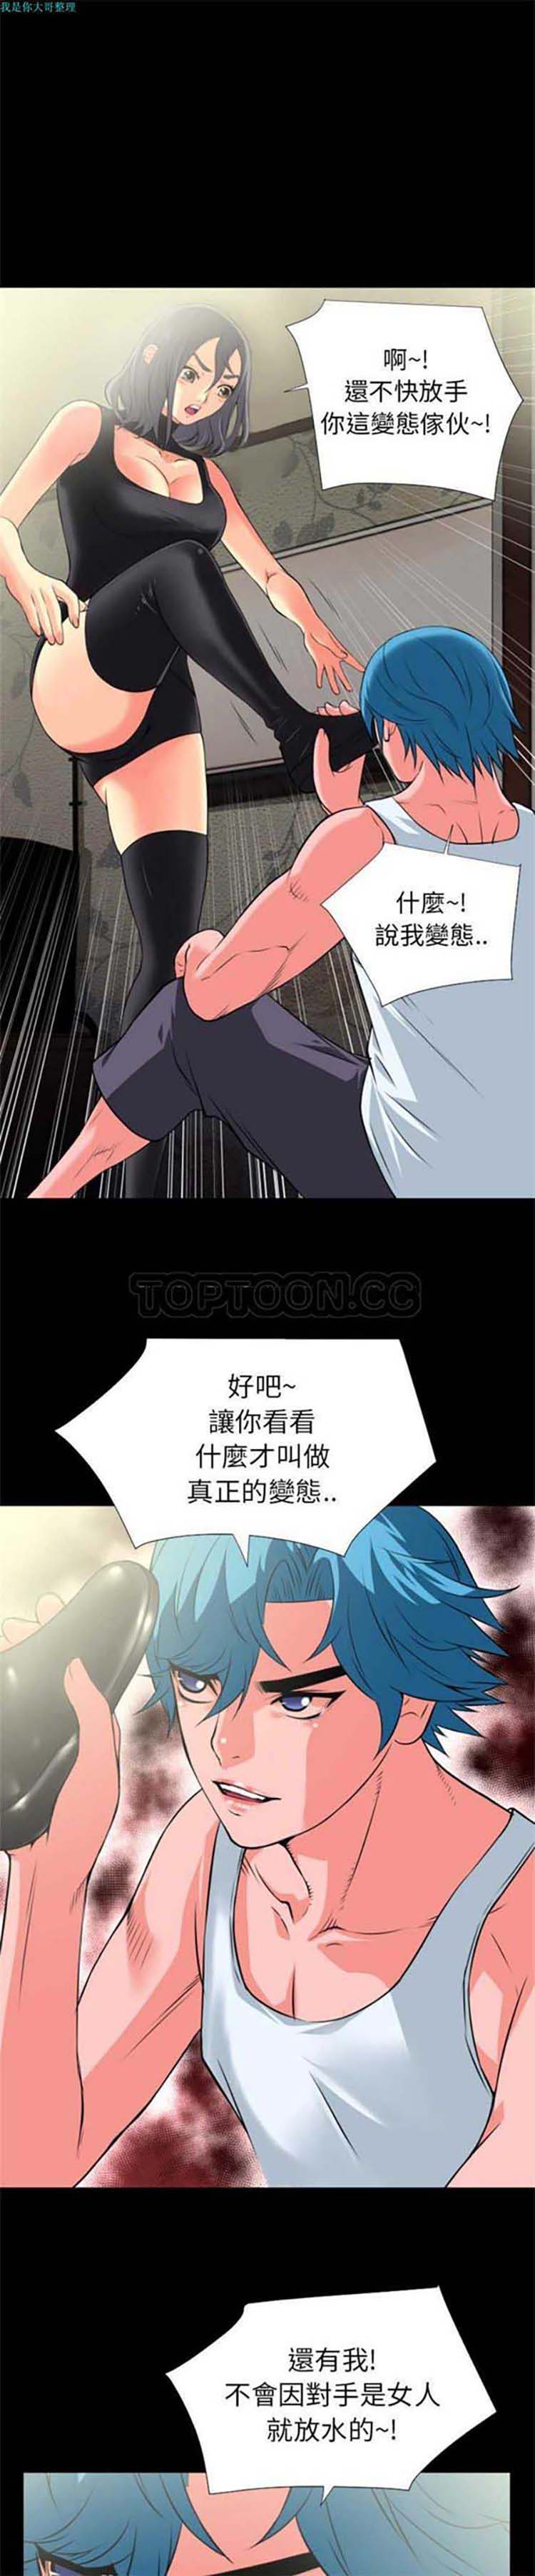 我是你大哥整理
啊~!
還不快放手
你這變態傢伙~!
什麼~!
說我變態..
TOPTOON.CC
好吧~
讓你看看
什麼才叫做
真正的變態..
還有我!
不會因對手是女人
就放水的~!